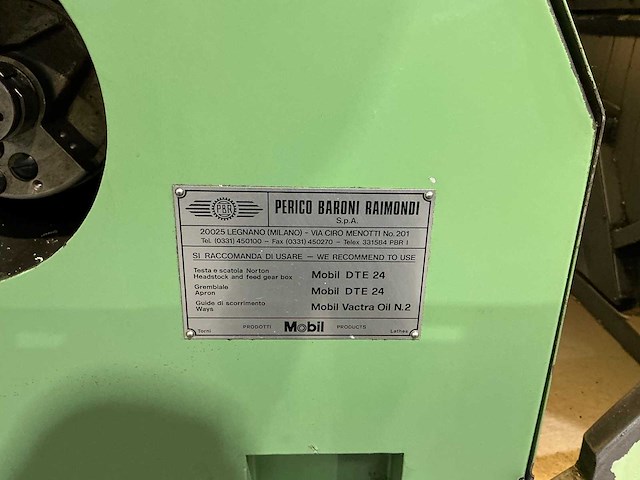 PBR
PERICO BARONI RAIMONDI
S.p.A.
20025 LEGNANO (MILANO) - VIA CIRO MENOTTI No. 201
Tel. (0331) 450100 - Fax (0331) 450270 - Telex 331584 PBR I
SI RACCOMANDA DI USARE - WE RECOMMEND TO USE
Testa e scatola Norton
Headstock and feed gear box Mobil DTE 24
Grembiale
Apron Mobil DTE 24
Guide di scorrimento
Ways Mobil Vactra Oil N.2
Torni PRODOTTI Mobil PRODUCTS Lathes